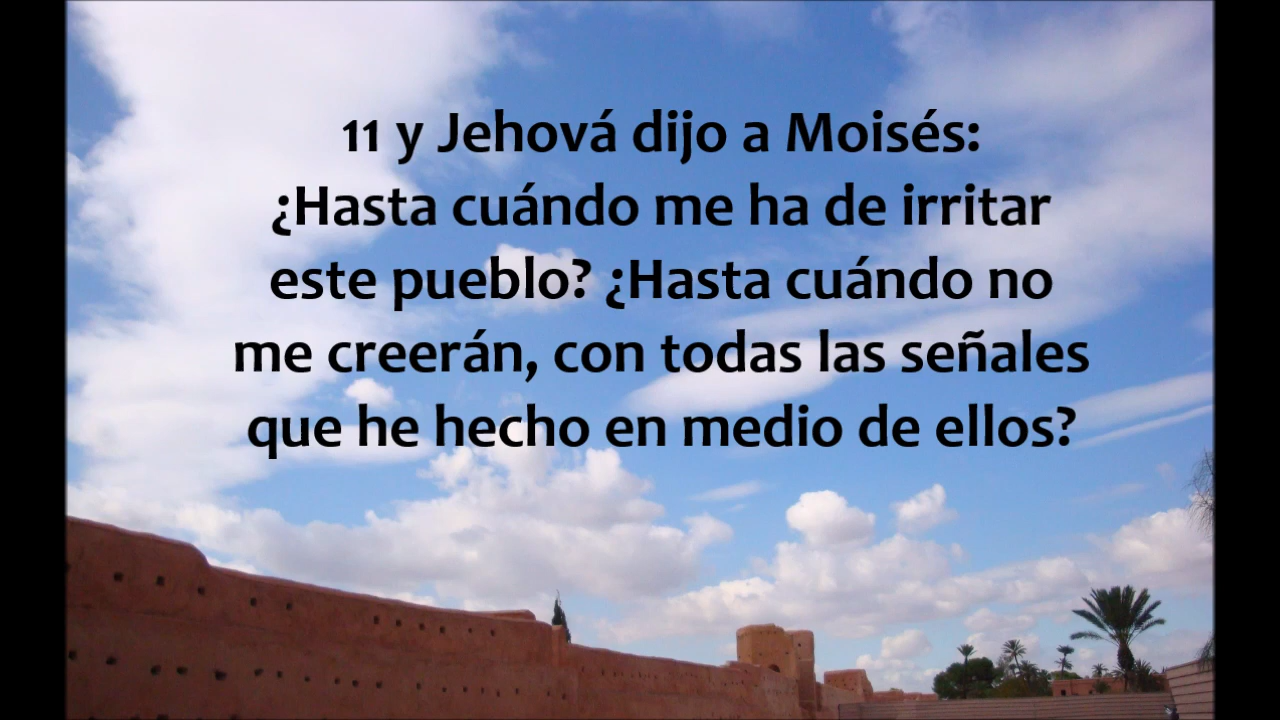 11 y Jehová dijo a Moisés:
¿Hasta cuándo me ha de irritar
este pueblo? ¿Hasta cuándo no
me creerán, con todas las señales
que he hecho en medio de ellos?